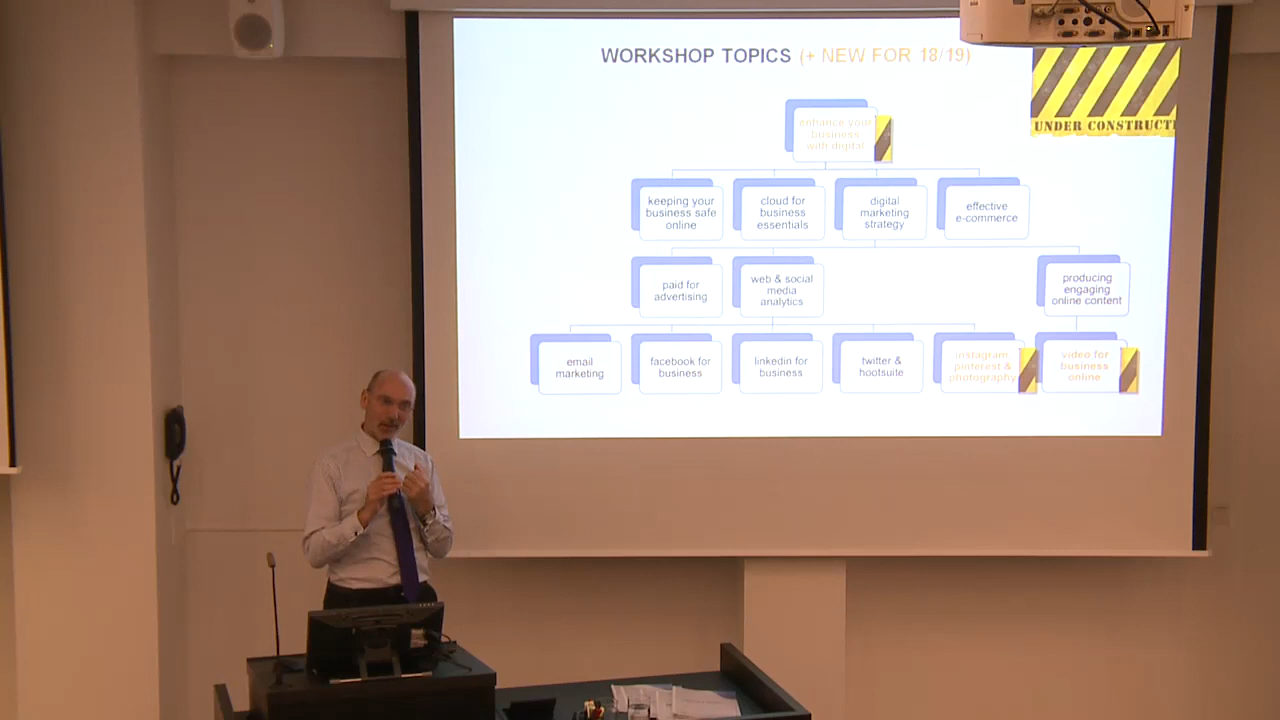 WORKSHOP TOPICS (+ NEW FOR 18/19)
UNDER CONSTRUCTI
enhance your
business
with digital
keeping your
business safe
online
cloud for
business
essentials
digital
marketing
strategy
effective
e-commerce
paid for
advertising
web & social
media
analytics
producing
engaging
online content
email
marketing
facebook for
business
linkedin for
business
twitter &
hootsuite
instagram
pinterest &
photography
video for
business
online